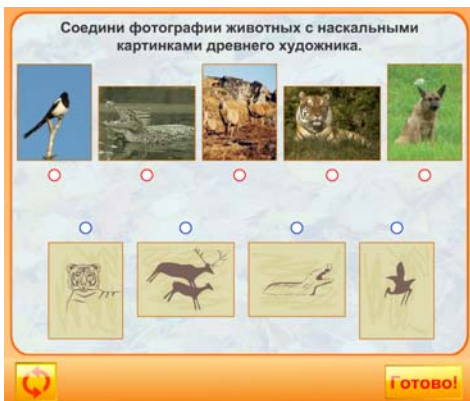 Соедини фотографии животных с наскальными
картинками древнего художника.
Готово!